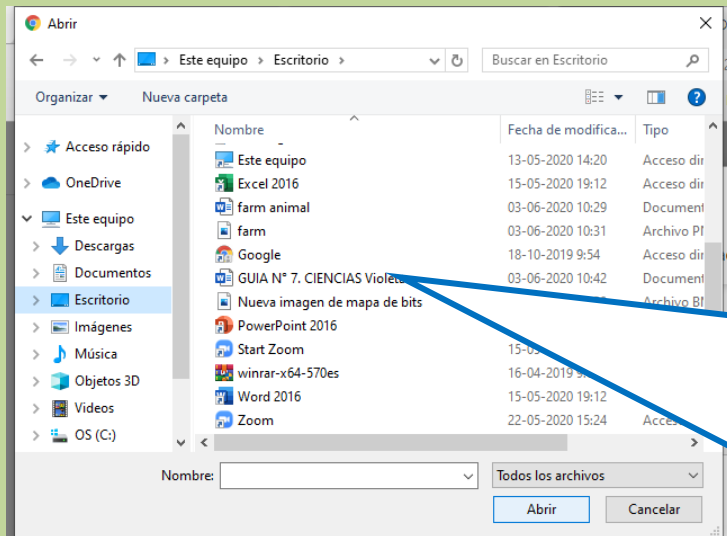 Abrir
Este equipo > Escritorio >
Buscar en Escritorio
Organizar
Nueva carpeta
Nombre
Fecha de modifica...
Tipo
Acceso rápido
OneDrive
Este equipo
Descargas
Documentos
Escritorio
Imágenes
Música
Objetos 3D
Videos
OS (C:)
Este equipo 13-05-2020 14:20 Acceso dir
Excel 2016 15-05-2020 19:12 Acceso dir
farm animal 03-06-2020 10:29 Document
farm 03-06-2020 10:31 Archivo PN
Google 18-10-2019 9:54 Acceso dir
GUIA N° 7. CIENCIAS Violeta 03-06-2020 10:42 Document
Nueva imagen de mapa de bits Archivo BM
PowerPoint 2016
Start Zoom
winrar-x64-570es 16-04-2019
Word 2016 15-05-2020 19:12
Zoom 22-05-2020 15:24
Nombre:
Todos los archivos
Abrir
Cancelar